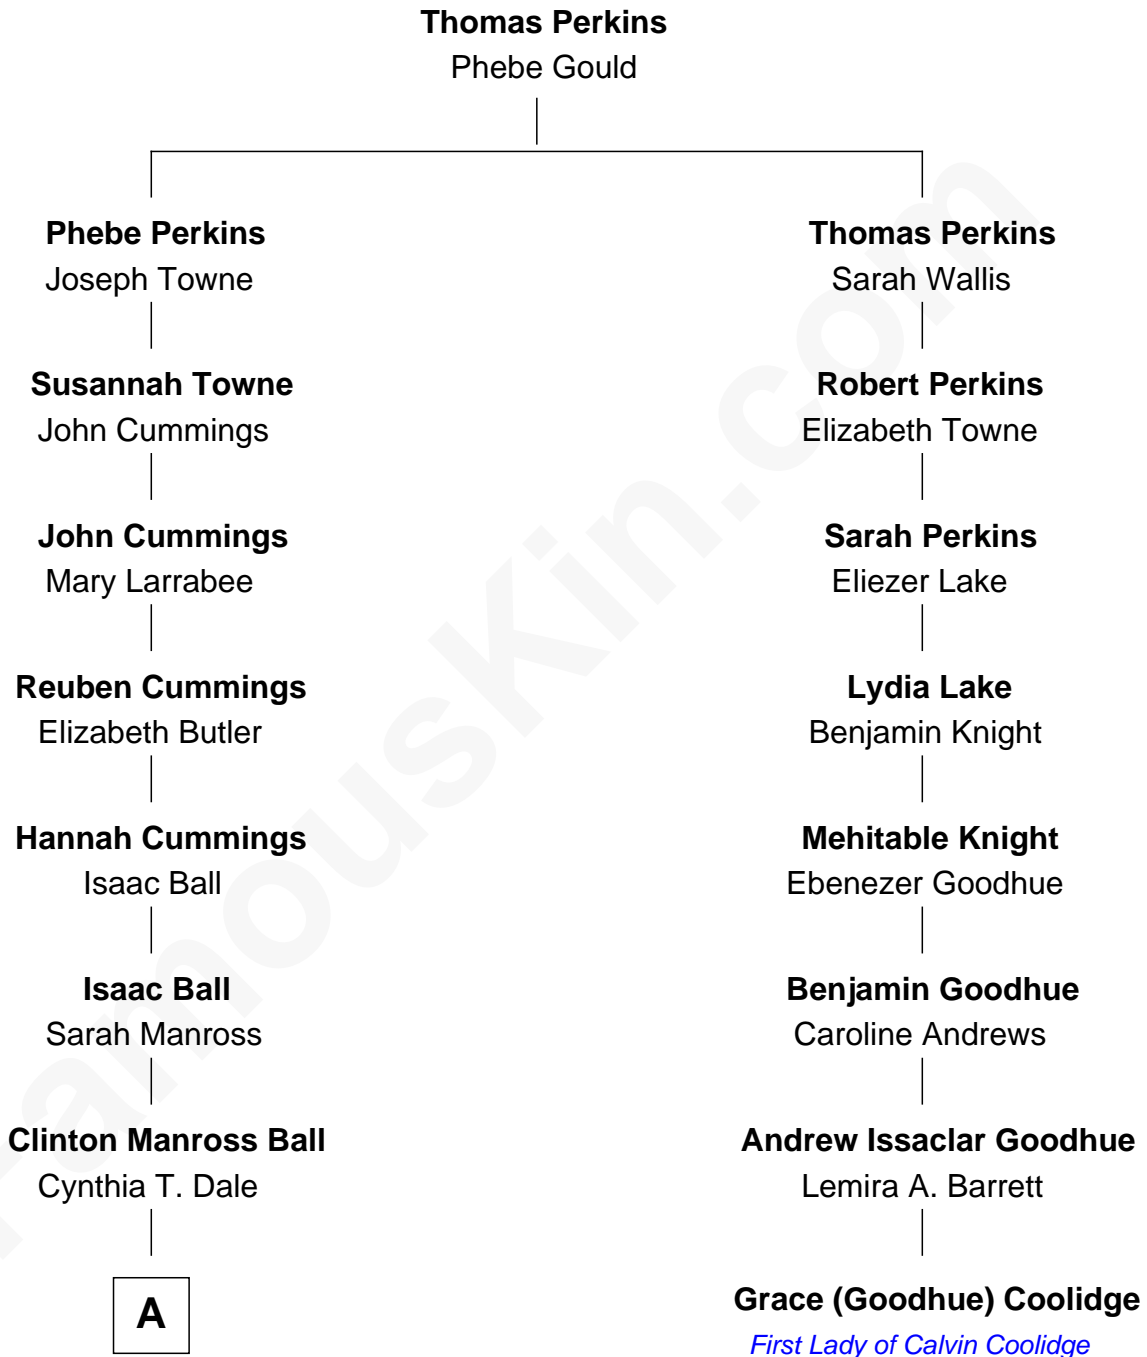 Thomas Perkins
Phebe Gould
Phebe Perkins
Joseph Towne
Susannah Towne
John Cummings
John Cummings
Mary Larrabee
Reuben Cummings
Elizabeth Butler
Hannah Cummings
Isaac Ball
Isaac Ball
Sarah Manross
Clinton Manross Ball
Cynthia T. Dale
A
Thomas Perkins
Sarah Wallis
Robert Perkins
Elizabeth Towne
Sarah Perkins
Eliezer Lake
Lydia Lake
Benjamin Knight
Mehitable Knight
Ebenezer Goodhue
Benjamin Goodhue
Caroline Andrews
Andrew Issaclar Goodhue
Lemira A. Barrett
Grace (Goodhue) Coolidge
First Lady of Calvin Coolidge
FamousKin.com